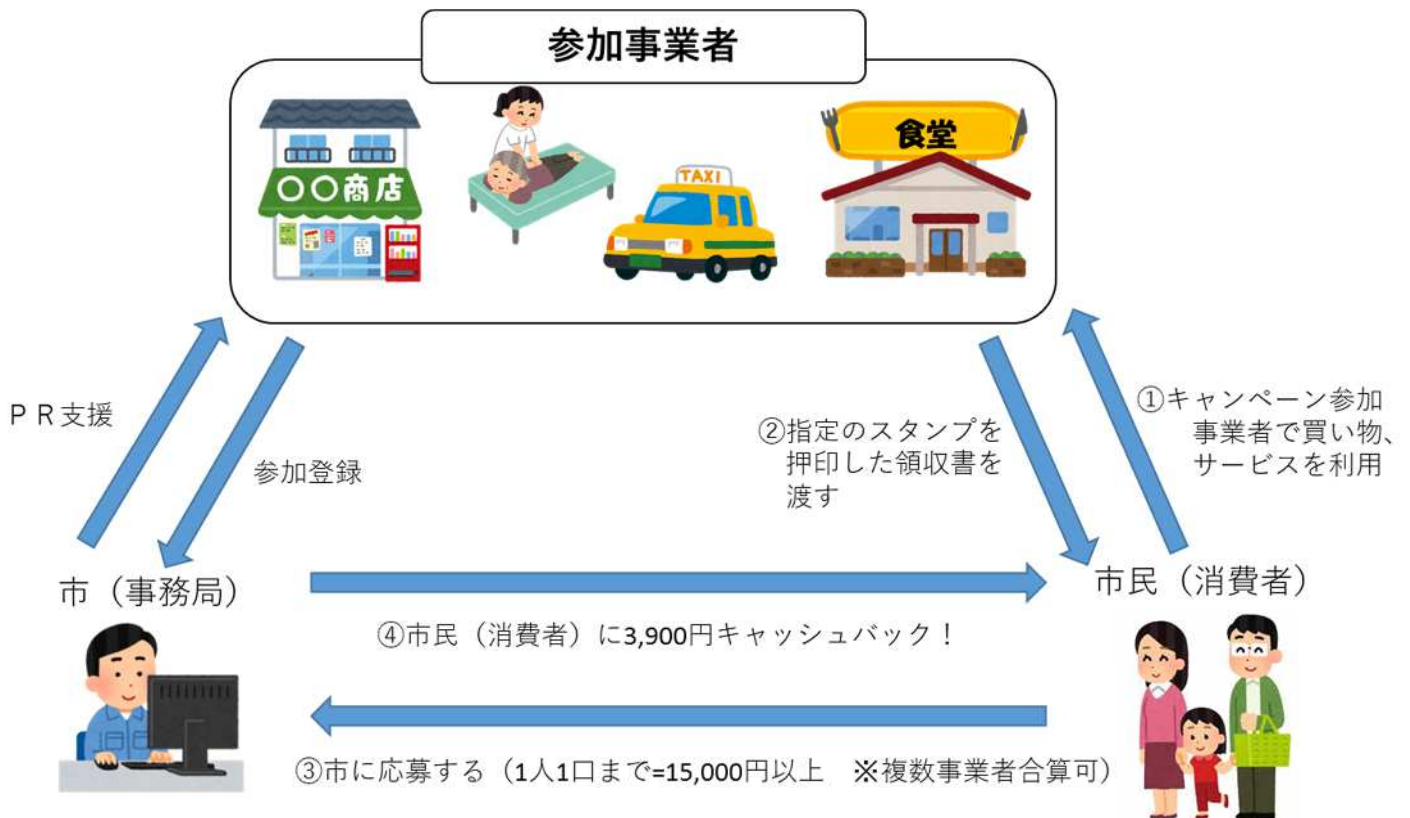 参加事業者
〇〇商店
TAXI
食堂
ＰＲ支援
参加登録
②指定のスタンプを
押印した領収書を
渡す
①キャンペーン参加
事業者で買い物、
サービスを利用
市（事務局）
市民（消費者）
④市民（消費者）に3,900円キャッシュバック！
③市に応募する（1人1口まで=15,000円以上　※複数事業者合算可）